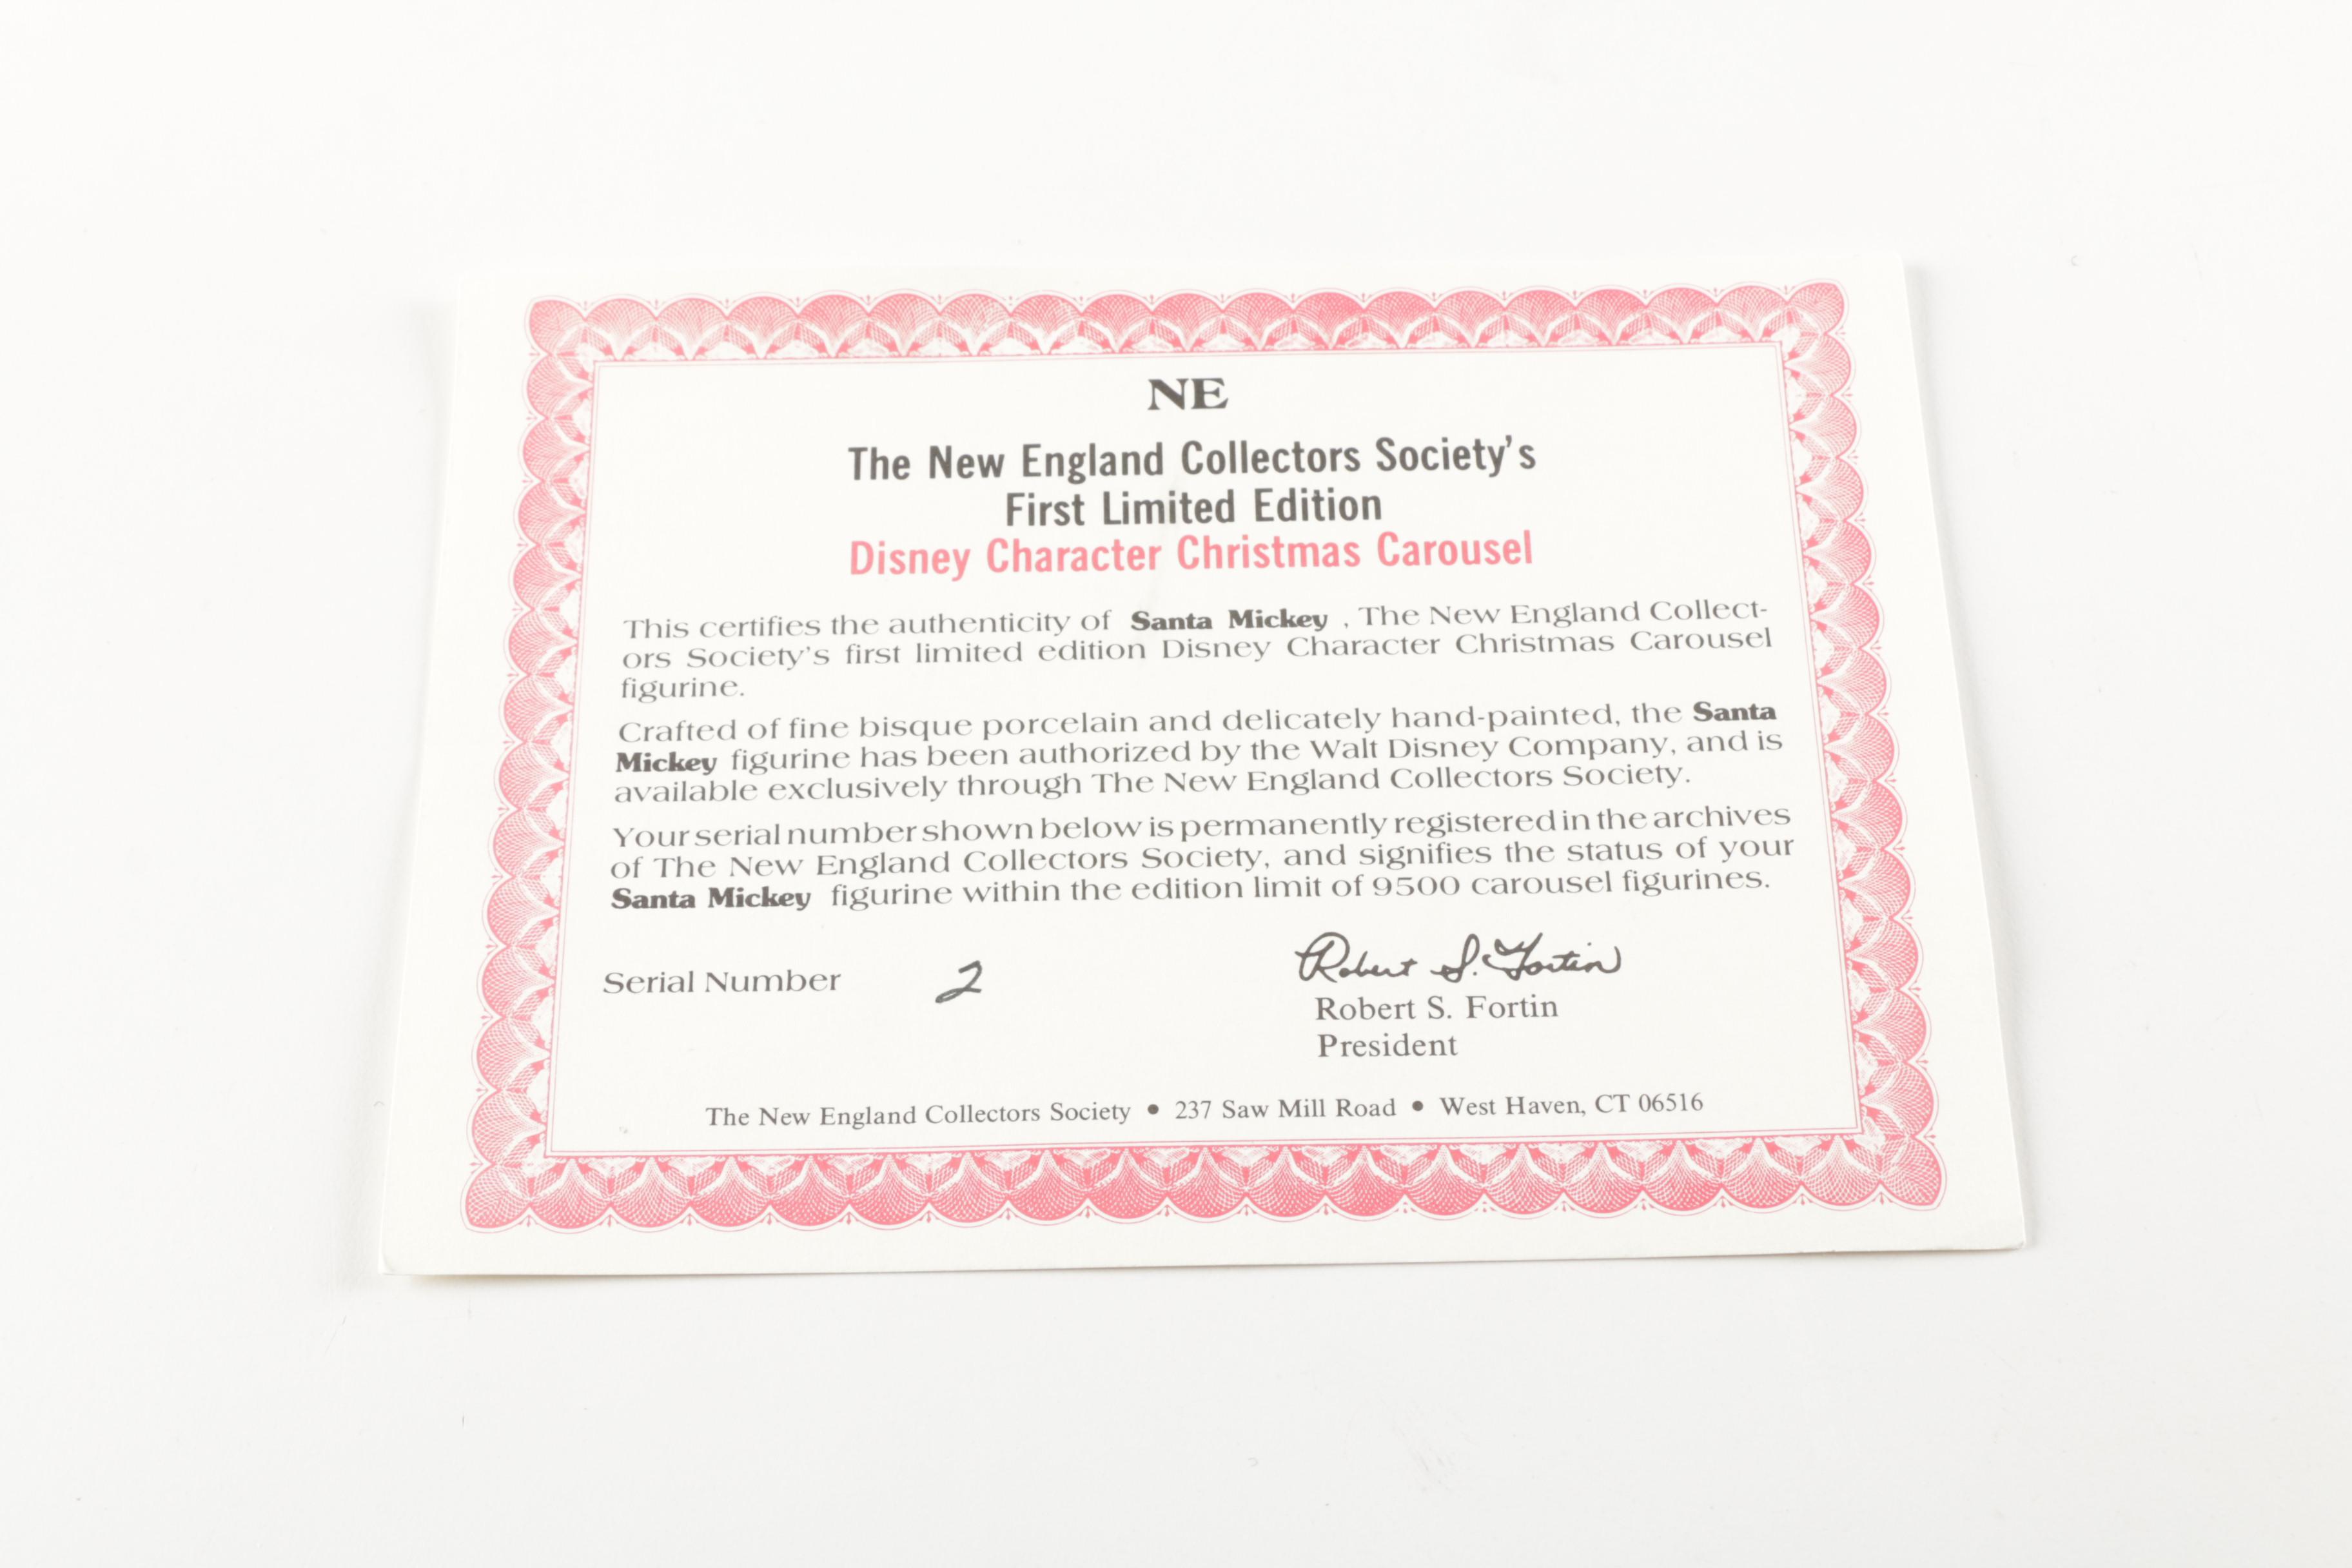 NE
The New England Collectors Society's
First Limited Edition
Disney Character Christmas Carousel
This certifies the authenticity of Santa Mickey , The New England Collect-
ors Society's first limited edition Disney Character Christmas Carousel
figurine.
Crafted of fine bisque porcelain and delicately hand-painted, the Santa
Mickey figurine has been authorized by the Walt Disney Company, and is
available exclusively through The New England Collectors Society.
Your serial number shown below is permanently registered in the archives
of The New England Collectors Society, and signifies the status of your
Santa Mickey figurine within the edition limit of 9500 carousel figurines.
Serial Number 2
Robert S. Fortin
Robert S. Fortin
President
The New England Collectors Society • 237 Saw Mill Road • West Haven, CT 06516